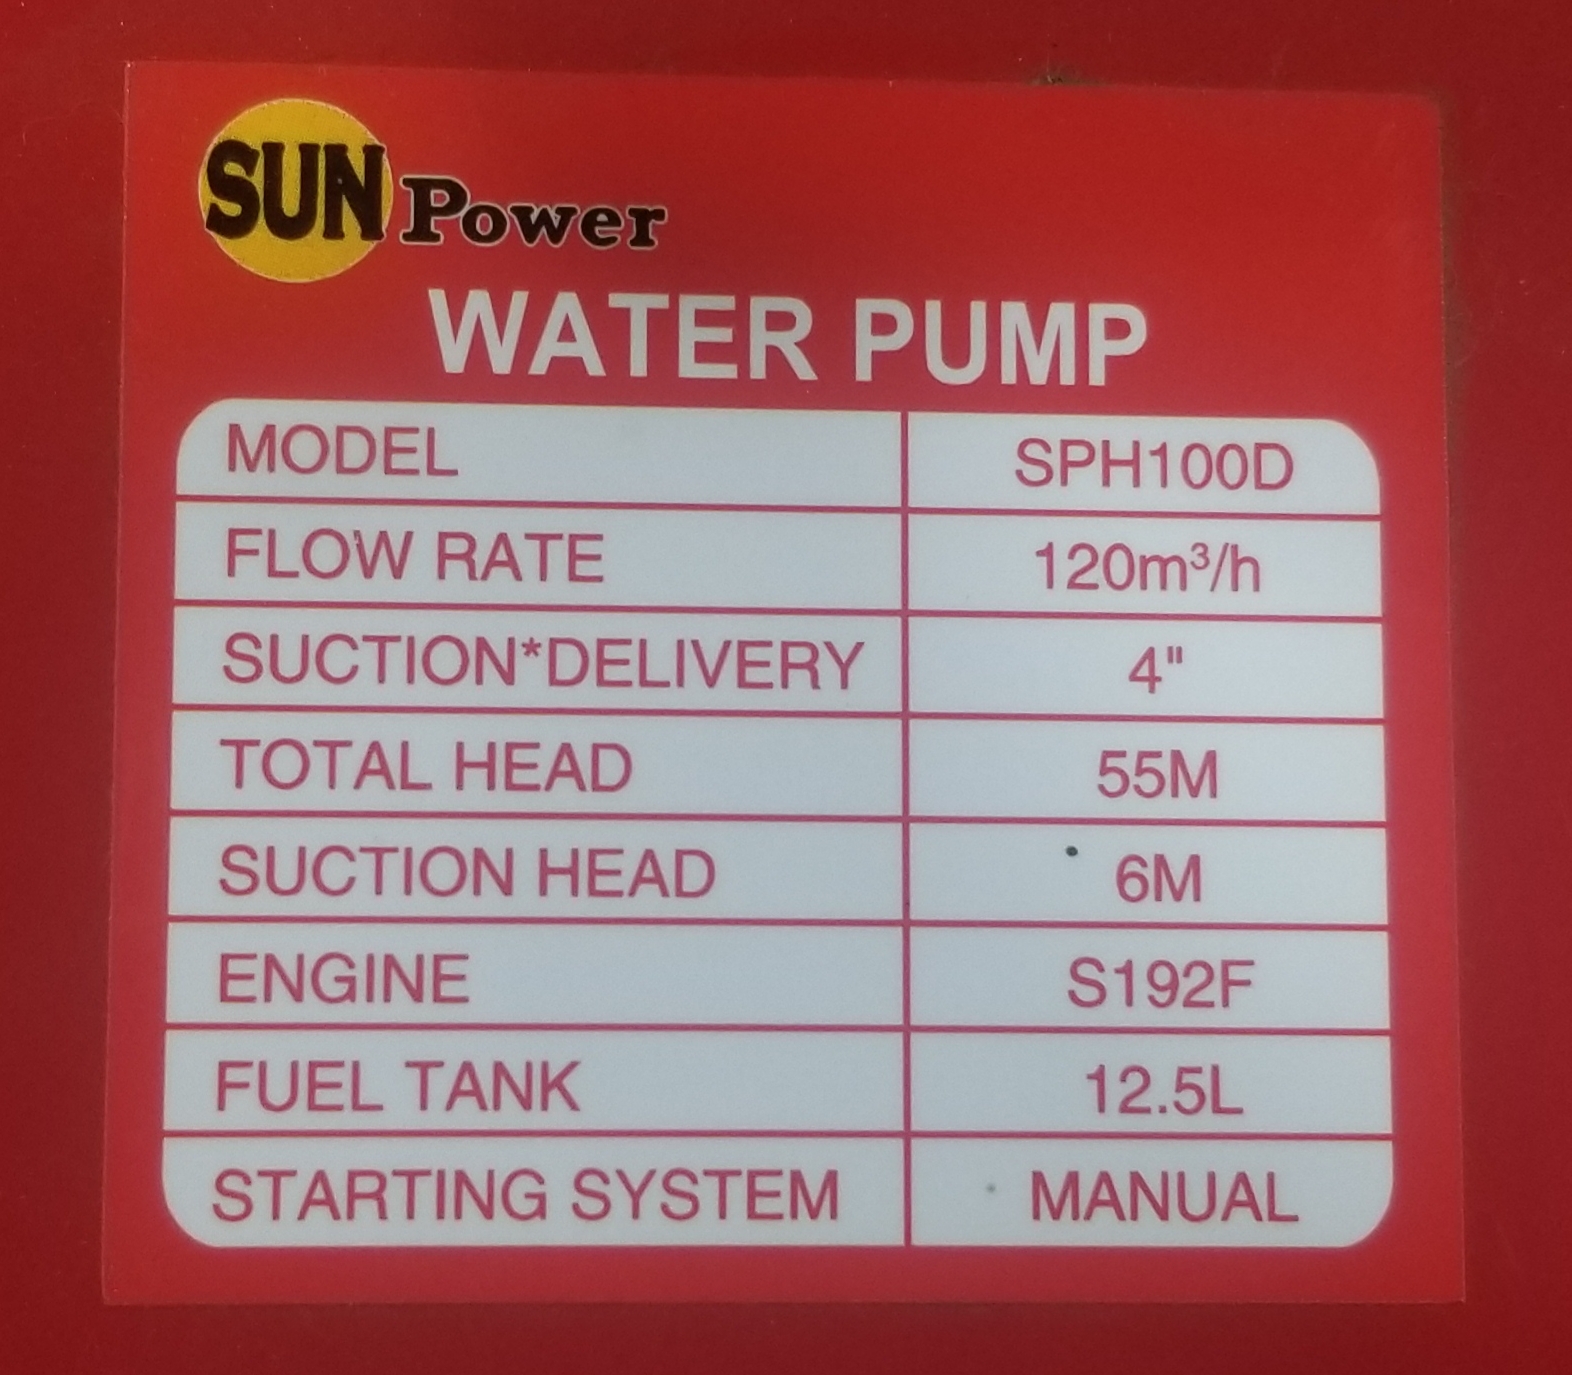 SUN Power
WATER PUMP
MODEL SPH100D
FLOW RATE 120m³/h
SUCTION*DELIVERY 4"
TOTAL HEAD 55M
SUCTION HEAD 6M
ENGINE S192F
FUEL TANK 12.5L
STARTING SYSTEM MANUAL